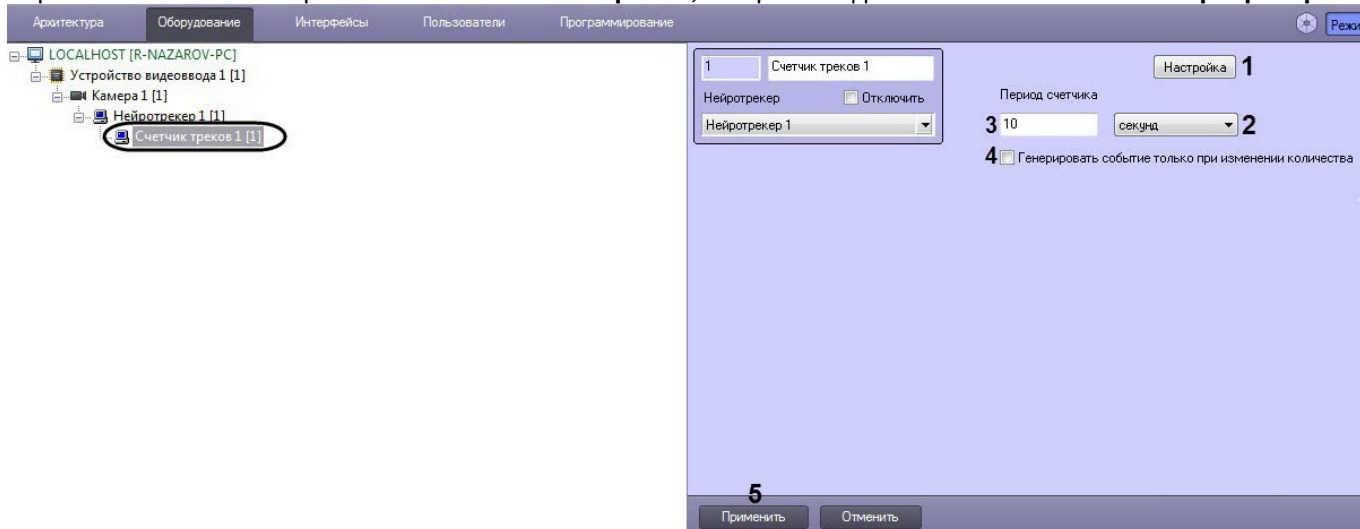 Архитектура Оборудование Интерфейсы Пользователи Программирование
LOCALHOST [R-NAZAROV-PC]
Устройство видеоввода 1 [1]
Камера 1 [1]
Нейротрекер 1 [1]
Счетчик треков 1 [1]
1 Счетчик треков 1
Нейротрекер Отключить
Нейротрекер 1
Настройка 1
Период счетчика
3 10 секунд 2
4 Генерировать событие только при изменении количества
5
Применить Отменить